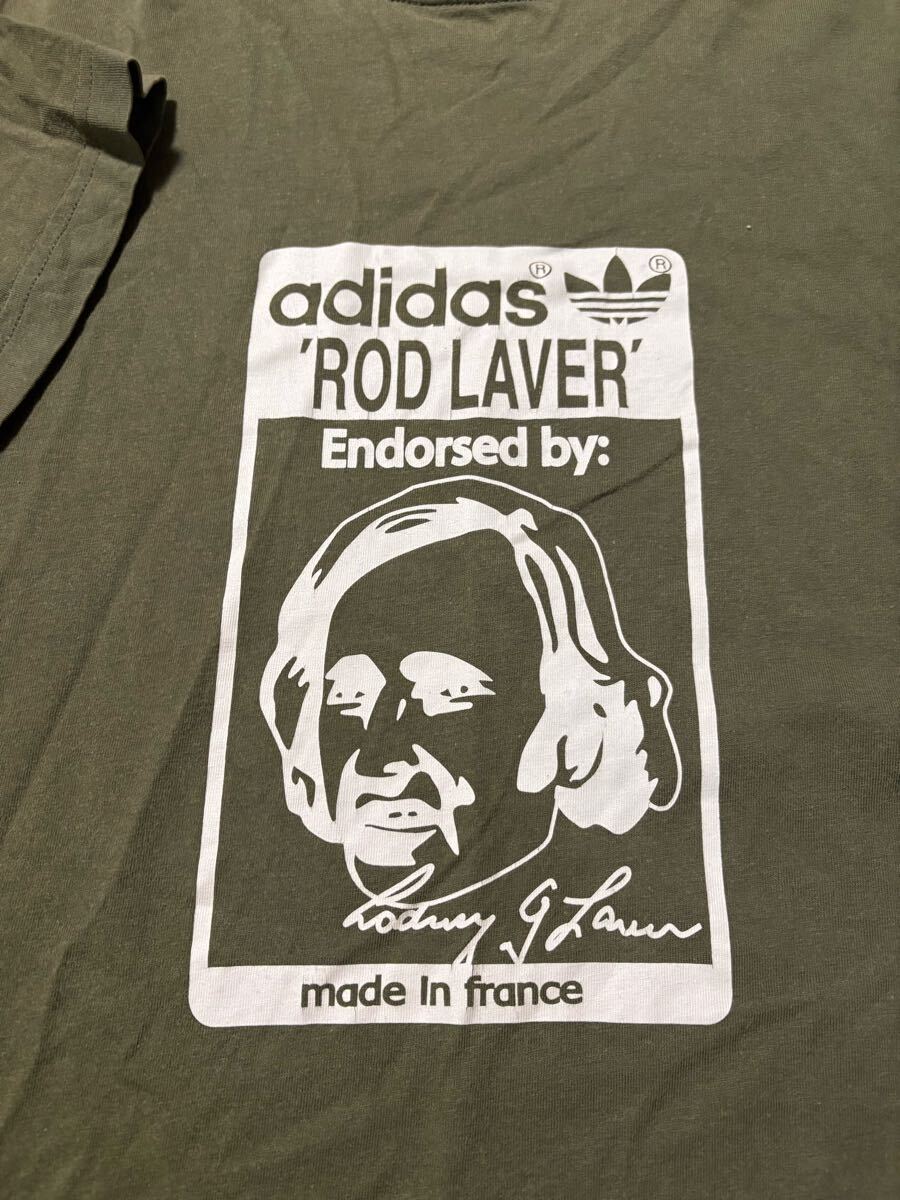 adidas® ®
'ROD LAVER'
Endorsed by:
Rodney G Laver
made In france